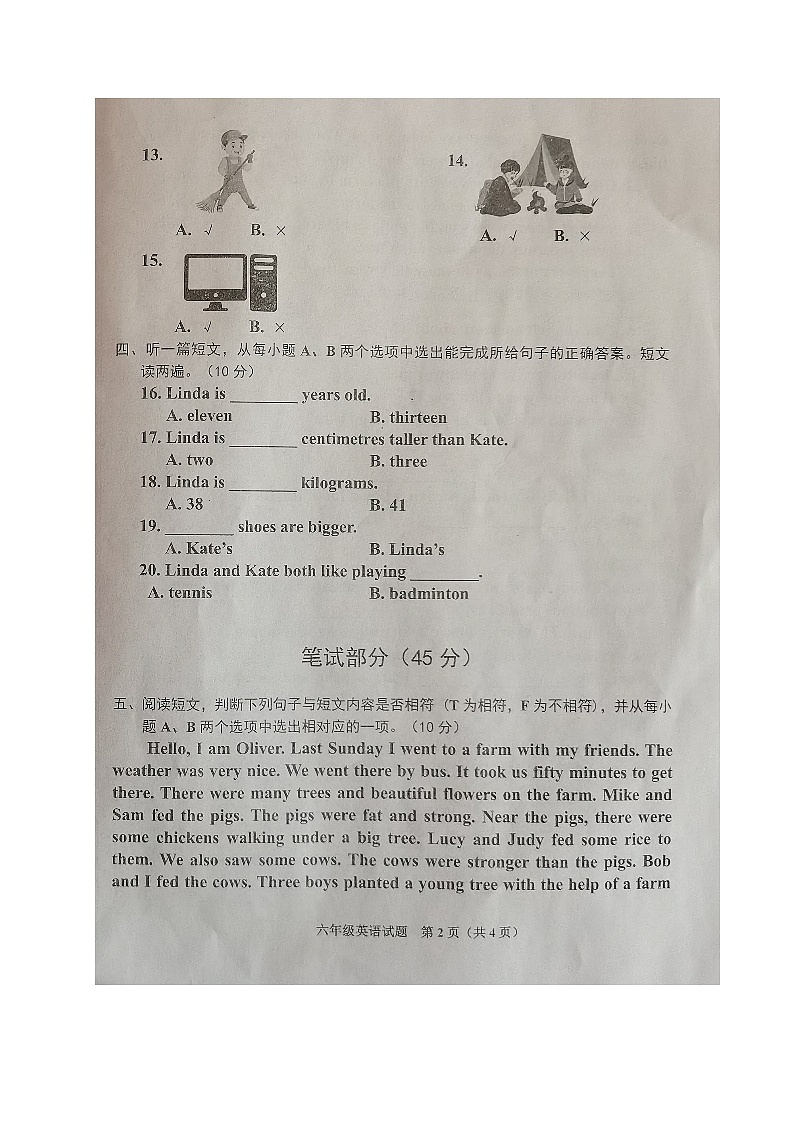 13.
14.
A. √ B. ×
A. √ B. ×
15.
A. √ B. ×
四、听一篇短文，从每小题 A、B 两个选项中选出能完成所给句子的正确答案。短文
读两遍。（10 分）
16. Linda is ________ years old.
A. eleven B. thirteen
17. Linda is ________ centimetres taller than Kate.
A. two B. three
18. Linda is ________ kilograms.
A. 38 B. 41
19. ________ shoes are bigger.
A. Kate's B. Linda's
20. Linda and Kate both like playing ________.
A. tennis B. badminton
笔试部分（45 分）
五、阅读短文，判断下列句子与短文内容是否相符（T 为相符，F 为不相符），并从每小
题 A、B 两个选项中选出相对应的一项。（10 分）
Hello, I am Oliver. Last Sunday I went to a farm with my friends. The
weather was very nice. We went there by bus. It took us fifty minutes to get
there. There were many trees and beautiful flowers on the farm. Mike and
Sam fed the pigs. The pigs were fat and strong. Near the pigs, there were
some chickens walking under a big tree. Lucy and Judy fed some rice to
them. We also saw some cows. The cows were stronger than the pigs. Bob
and I fed the cows. Three boys planted a young tree with the help of a farm
六年级英语试题 第 2 页（共 4 页）